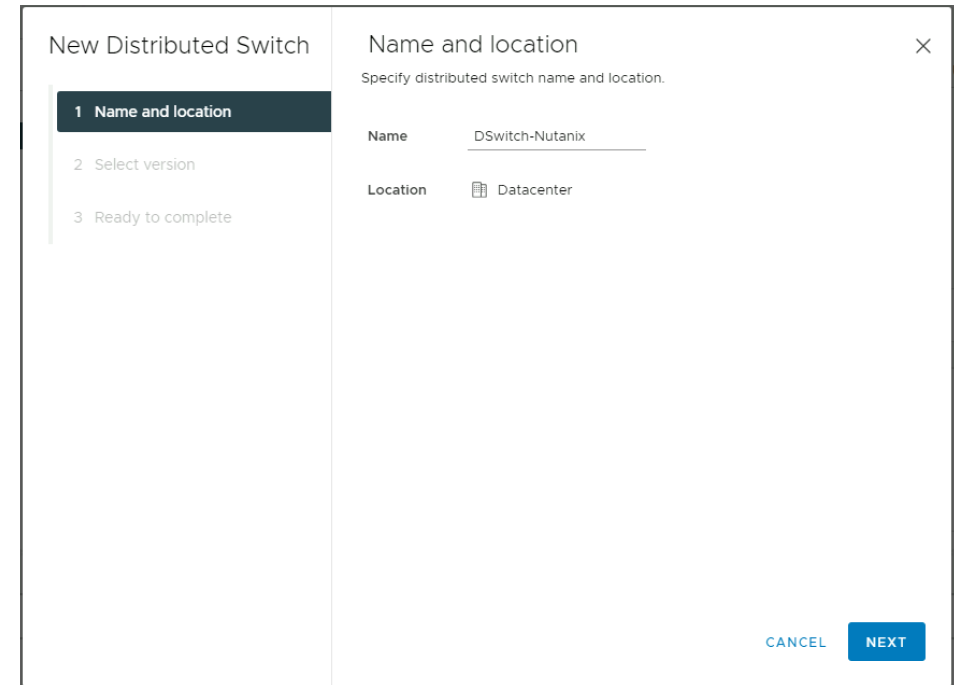 New Distributed Switch
1 Name and location
2 Select version
3 Ready to complete
Name and location
Specify distributed switch name and location.
Name DSwitch-Nutanix
Location Datacenter
CANCEL NEXT